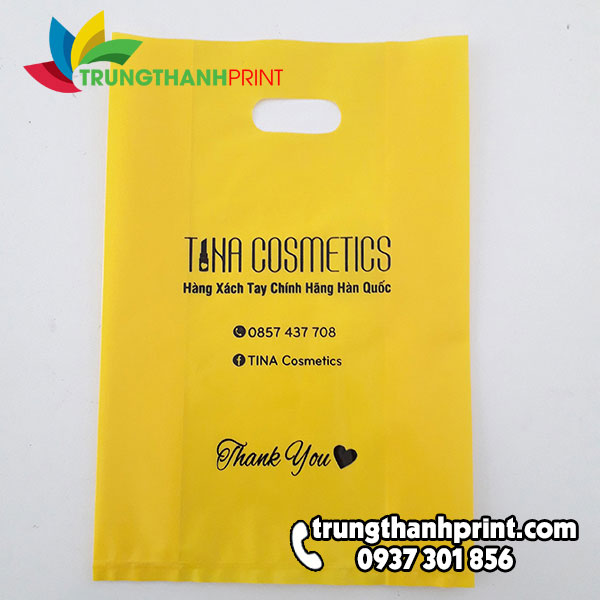 TRUNGTHANHPRINT
TINA COSMETICS
Hàng Xách Tay Chính Hãng Hàn Quốc
0857 437 708
TINA Cosmetics
Thank You
trungthanhprint.com
0937 301 856